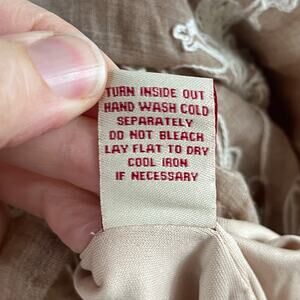 TURN INSIDE OUT
HAND WASH COLD
SEPARATELY
DO NOT BLEACH
LAY FLAT TO DRY
COOL IRON
IF NECESSARY